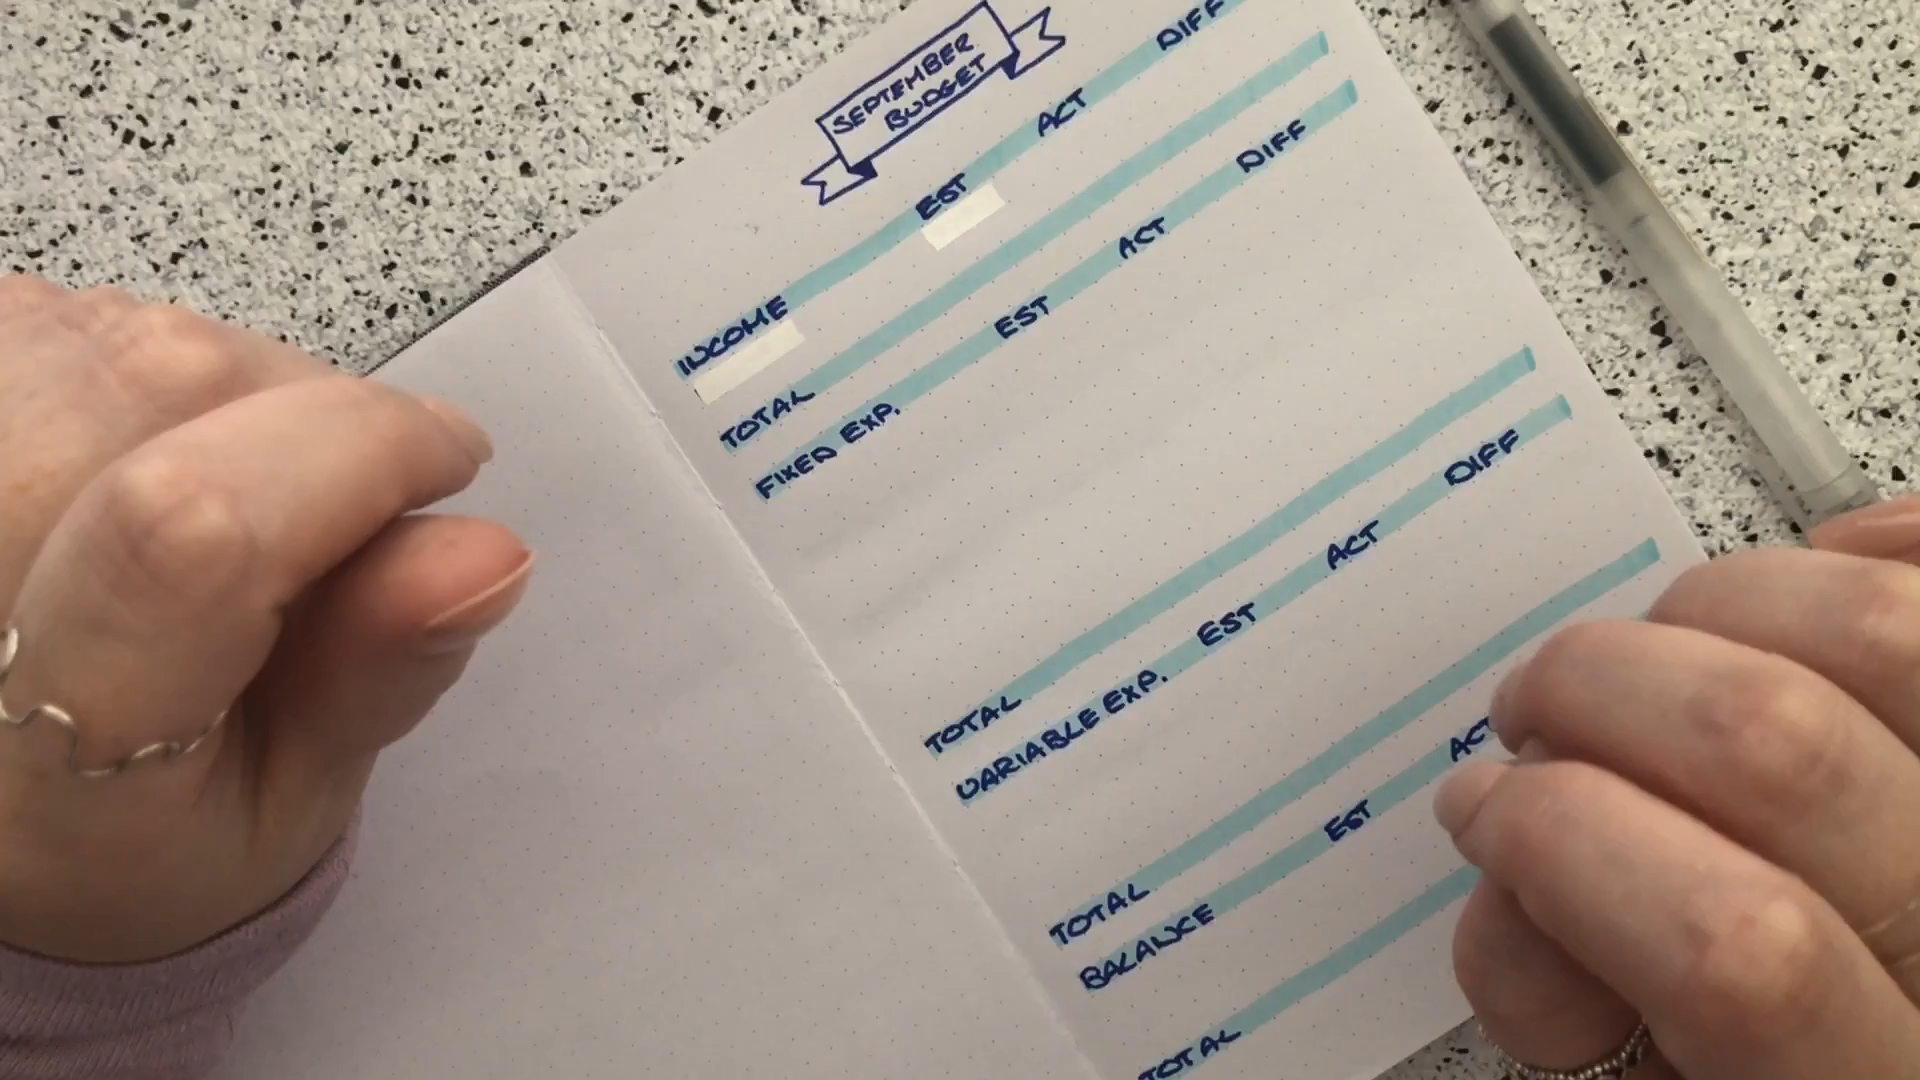 SEPTEMBER
BUDGET
INCOME EST ACT DIFF
TOTAL
FIXED EXP. EST ACT DIFF
TOTAL
VARIABLE EXP. EST ACT DIFF
TOTAL
BALANCE EST ACT
TOTAL